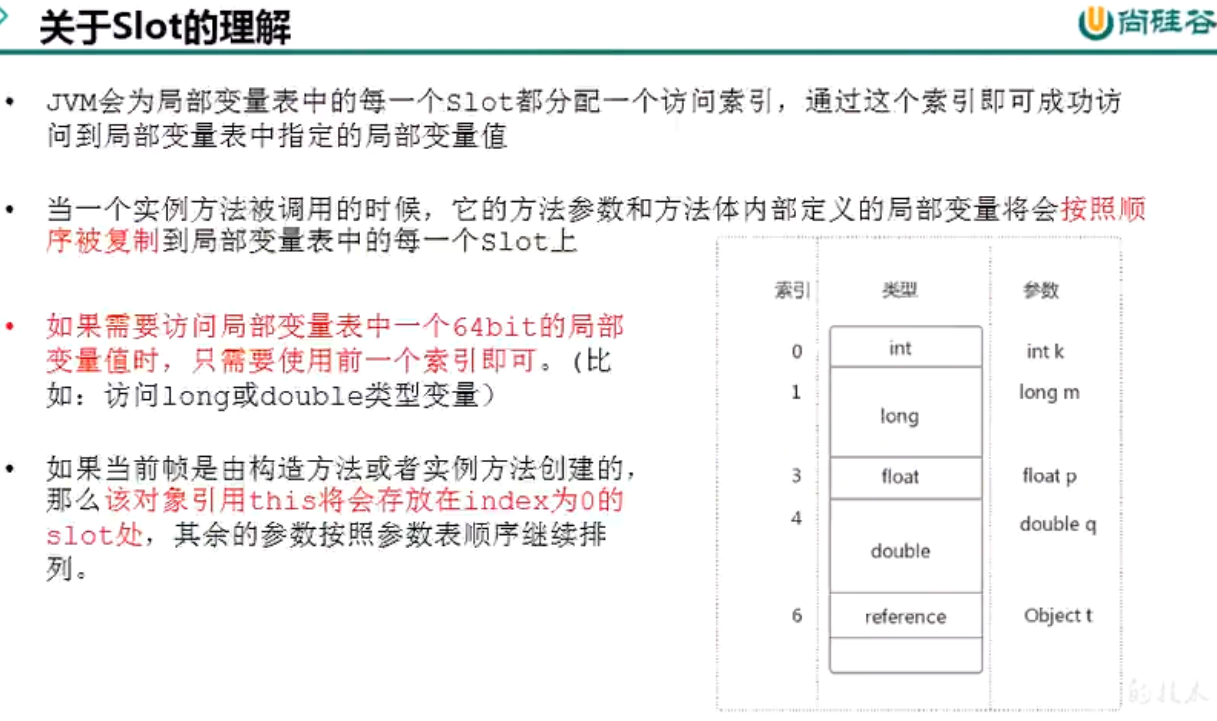 关于Slot的理解
尚硅谷
• JVM会为局部变量表中的每一个Slot都分配一个访问索引，通过这个索引即可成功访
问到局部变量表中指定的局部变量值
• 当一个实例方法被调用的时候，它的方法参数和方法体内部定义的局部变量将会按照顺
序被复制到局部变量表中的每一个Slot上
• 如果需要访问局部变量表中一个64bit的局部
变量值时，只需要使用前一个索引即可。(比
如：访问long或double类型变量）
• 如果当前帧是由构造方法或者实例方法创建的，
那么该对象引用this将会存放在index为0的
slot处，其余的参数按照参数表顺序继续排
列。
索引 类型 参数
0 int int k
1 long long m
3 float float p
4 double double q
6 reference Object t
的技术